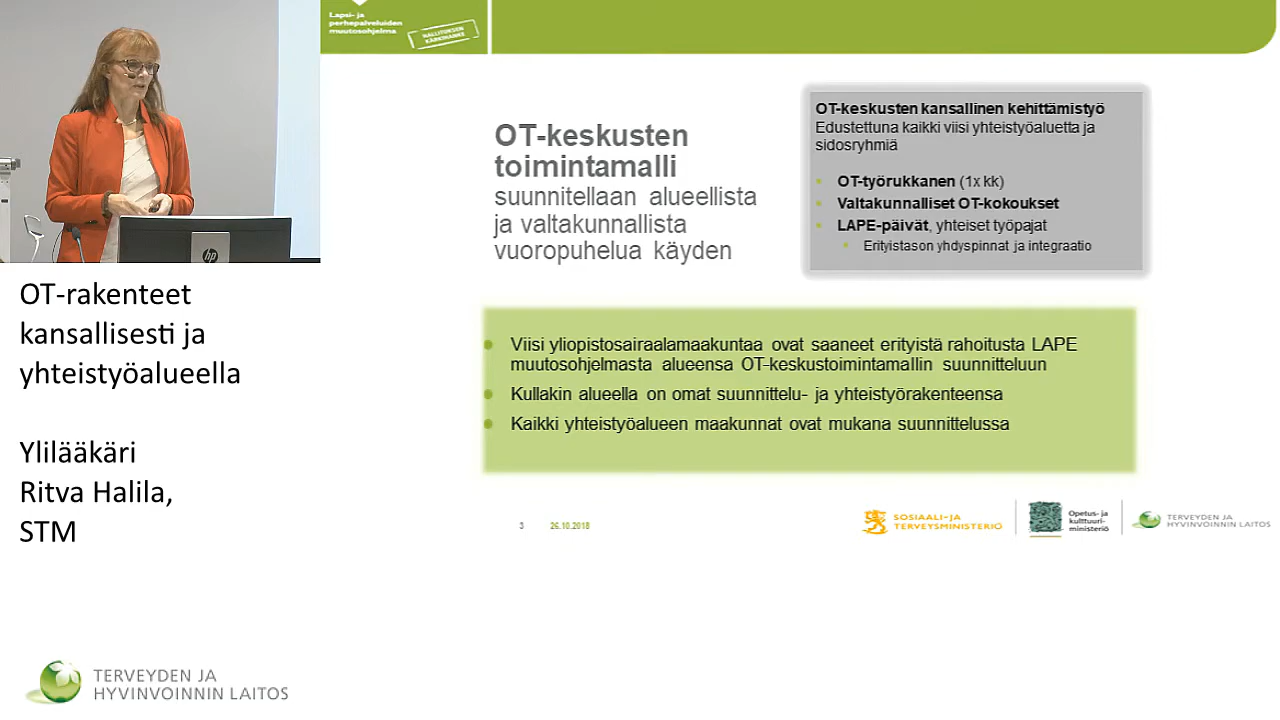 Lapsi- ja
perhepalveluiden
muutosohjelma
HALLITUKSEN
KÄRKIHANKE
OT-keskusten
toimintamalli
suunnitellaan alueellista
ja valtakunnallista
vuoropuhelua käyden
OT-keskusten kansallinen kehittämistyö
Edustettuna kaikki viisi yhteistyöaluetta ja
sidosryhmiä
OT-työrukkanen (1x kk)
Valtakunnalliset OT-kokoukset
LAPE-päivät, yhteiset työpajat
Erityistason yhdyspinnat ja integraatio
hp
OT-rakenteet
kansallisesti ja
yhteistyöalueella
Ylilääkäri
Ritva Halila,
STM
Viisi yliopistosairaalamaakuntaa ovat saaneet erityistä rahoitusta LAPE
muutosohjelmasta alueensa OT-keskustoimintamallin suunnitteluun
Kullakin alueella on omat suunnittelu- ja yhteistyörakenteensa
Kaikki yhteistyöalueen maakunnat ovat mukana suunnittelussa
3 26.10.2018
SOSIAALI- JA
TERVEYSMINISTERIÖ
Opetus- ja
kulttuuri-
ministeriö
TERVEYDEN JA
HYVINVOINNIN LAITOS
TERVEYDEN JA
HYVINVOINNIN LAITOS